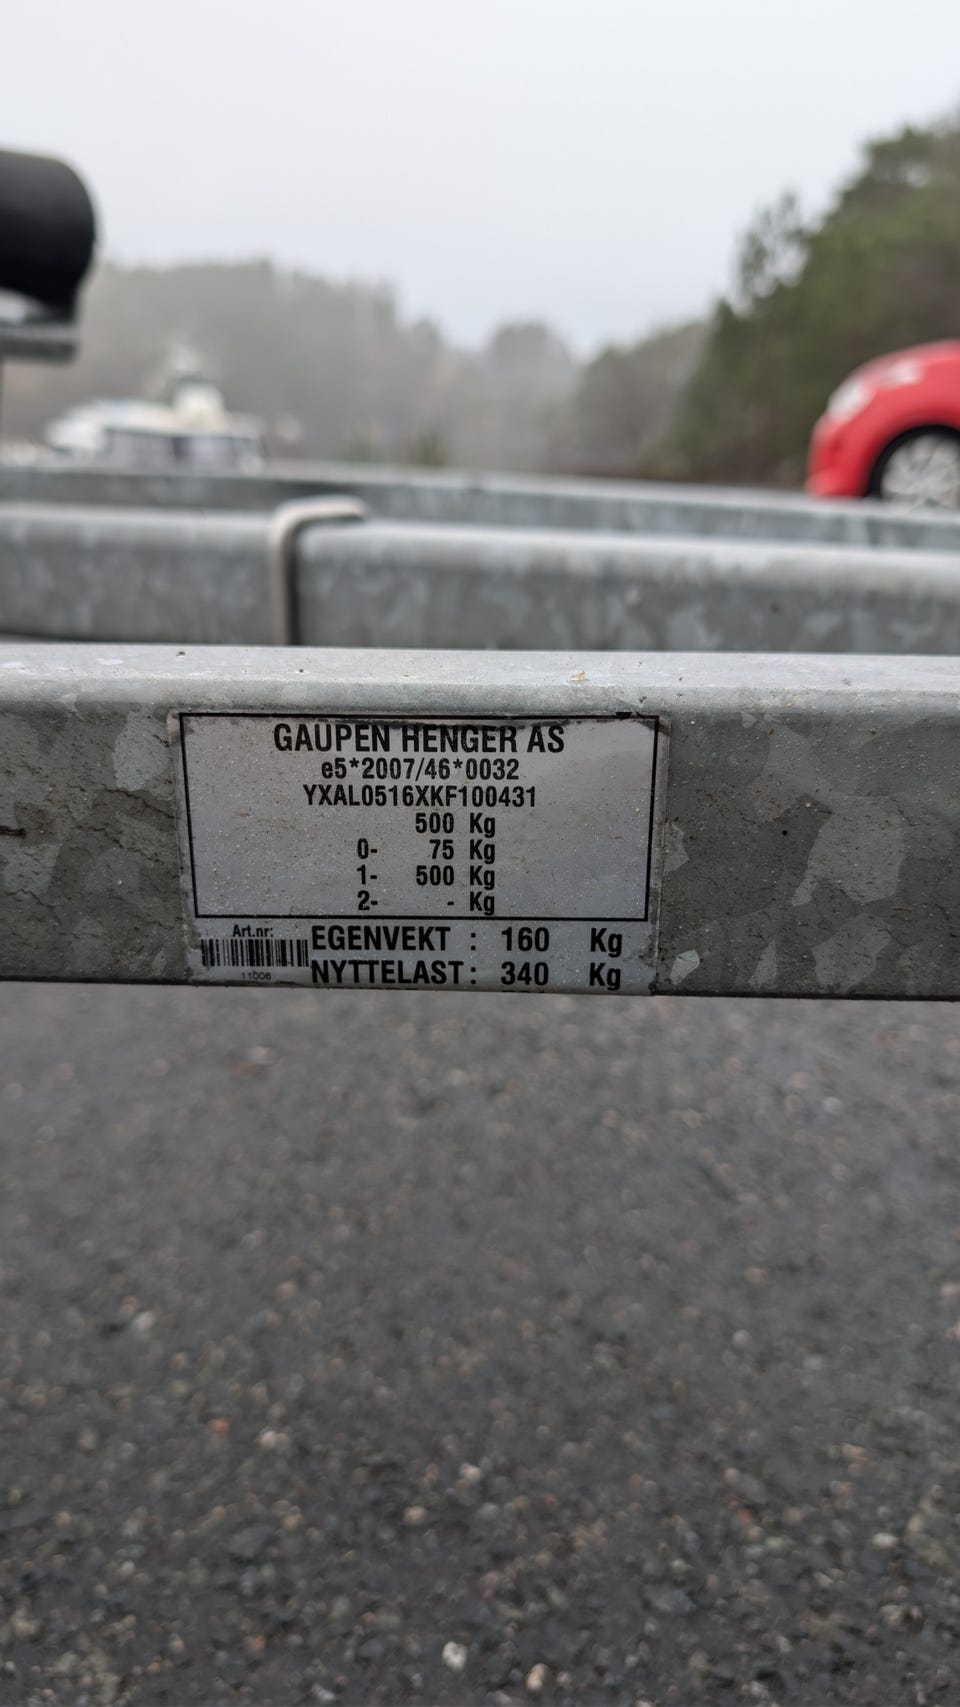 GAUPEN HENGER AS
e5*2007/46*0032
YXAL0516XKF100431
500 Kg
0- 75 Kg
1- 500 Kg
2- - Kg
Art.nr: EGENVEKT : 160 Kg
11006 NYTTELAST : 340 Kg